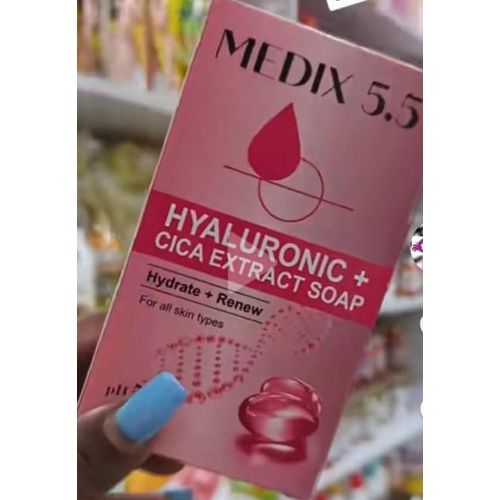 MEDIX 5.5
HYALURONIC +
CICA EXTRACT SOAP
Hydrate + Renew
For all skin types